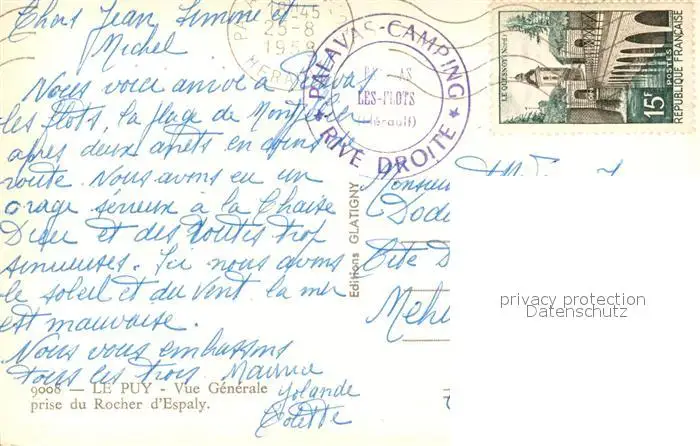 Chers Jean, Simone et
Michel
Nous voici arrivé à Palavas
les flots, la plage de Montpellier
après deux arrêts en cours de
route. Nous avons eu un
orage sérieux à la Chaise
Dieu et des routes trop
sinueuses. Ici nous avons
le soleil et du vent. la mer
est mauvaise.
Nous vous embrassons
tous les trois Maurice
Yolande
Colette
9008 — LE PUY - Vue Générale
prise du Rocher d'Espaly.
Editions GLATIGNY
25-8
1958
HERAULT
PALAVAS-CAMPING
PALAVAS
LES-FLOTS
(Hérault)
RIVE DROITE
LE QUESNOY (NORD)
15F
POSTES
REPUBLIQUE FRANÇAISE
Monsieur
Cité D
Mehu
privacy protection
Datenschutz